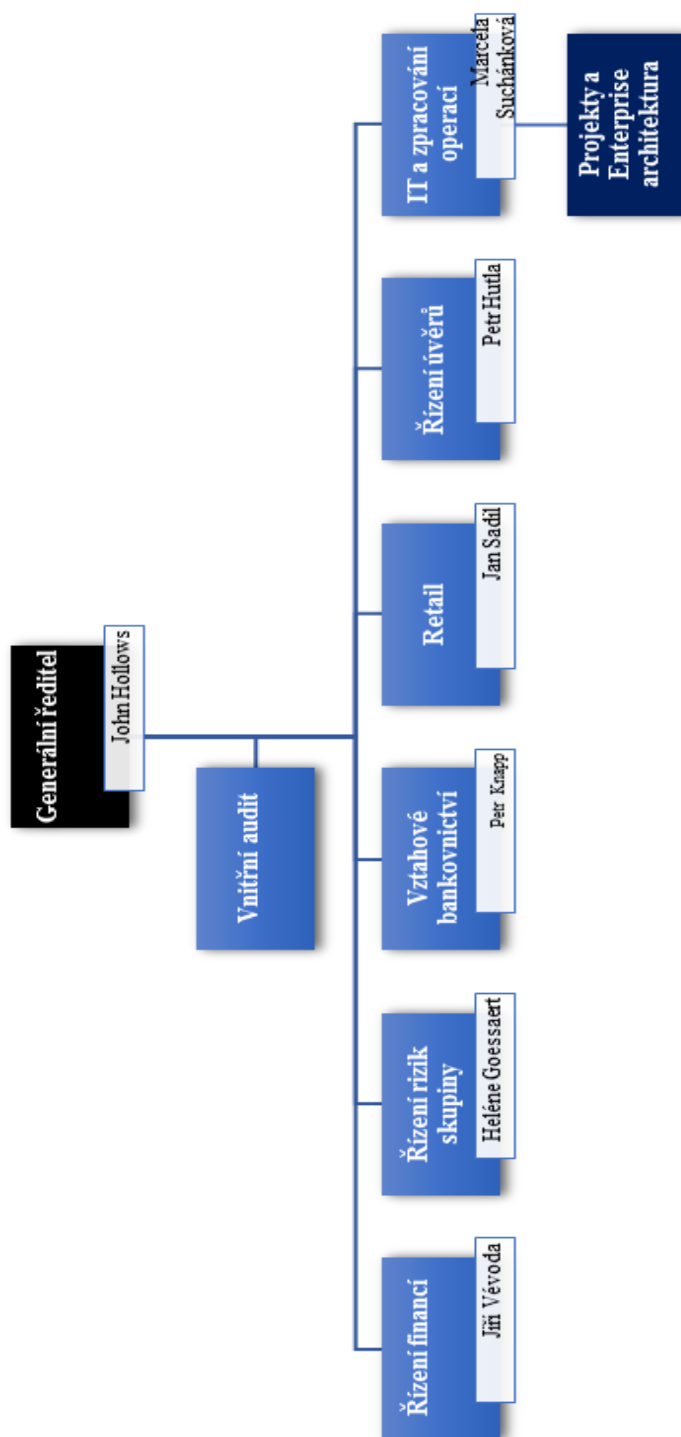 Generální ředitel
John Hollows
Vnitřní audit
Řízení financí
Jiří Vévoda
Řízení rizik
skupiny
Heléne Goessaert
Vztahové
bankovnictví
Petr Knapp
Retail
Jan Sadil
Řízení úvěrů
Petr Hutla
IT a zpracování
operací
Marcela
Suchánková
Projekty a
Enterprise
architektura